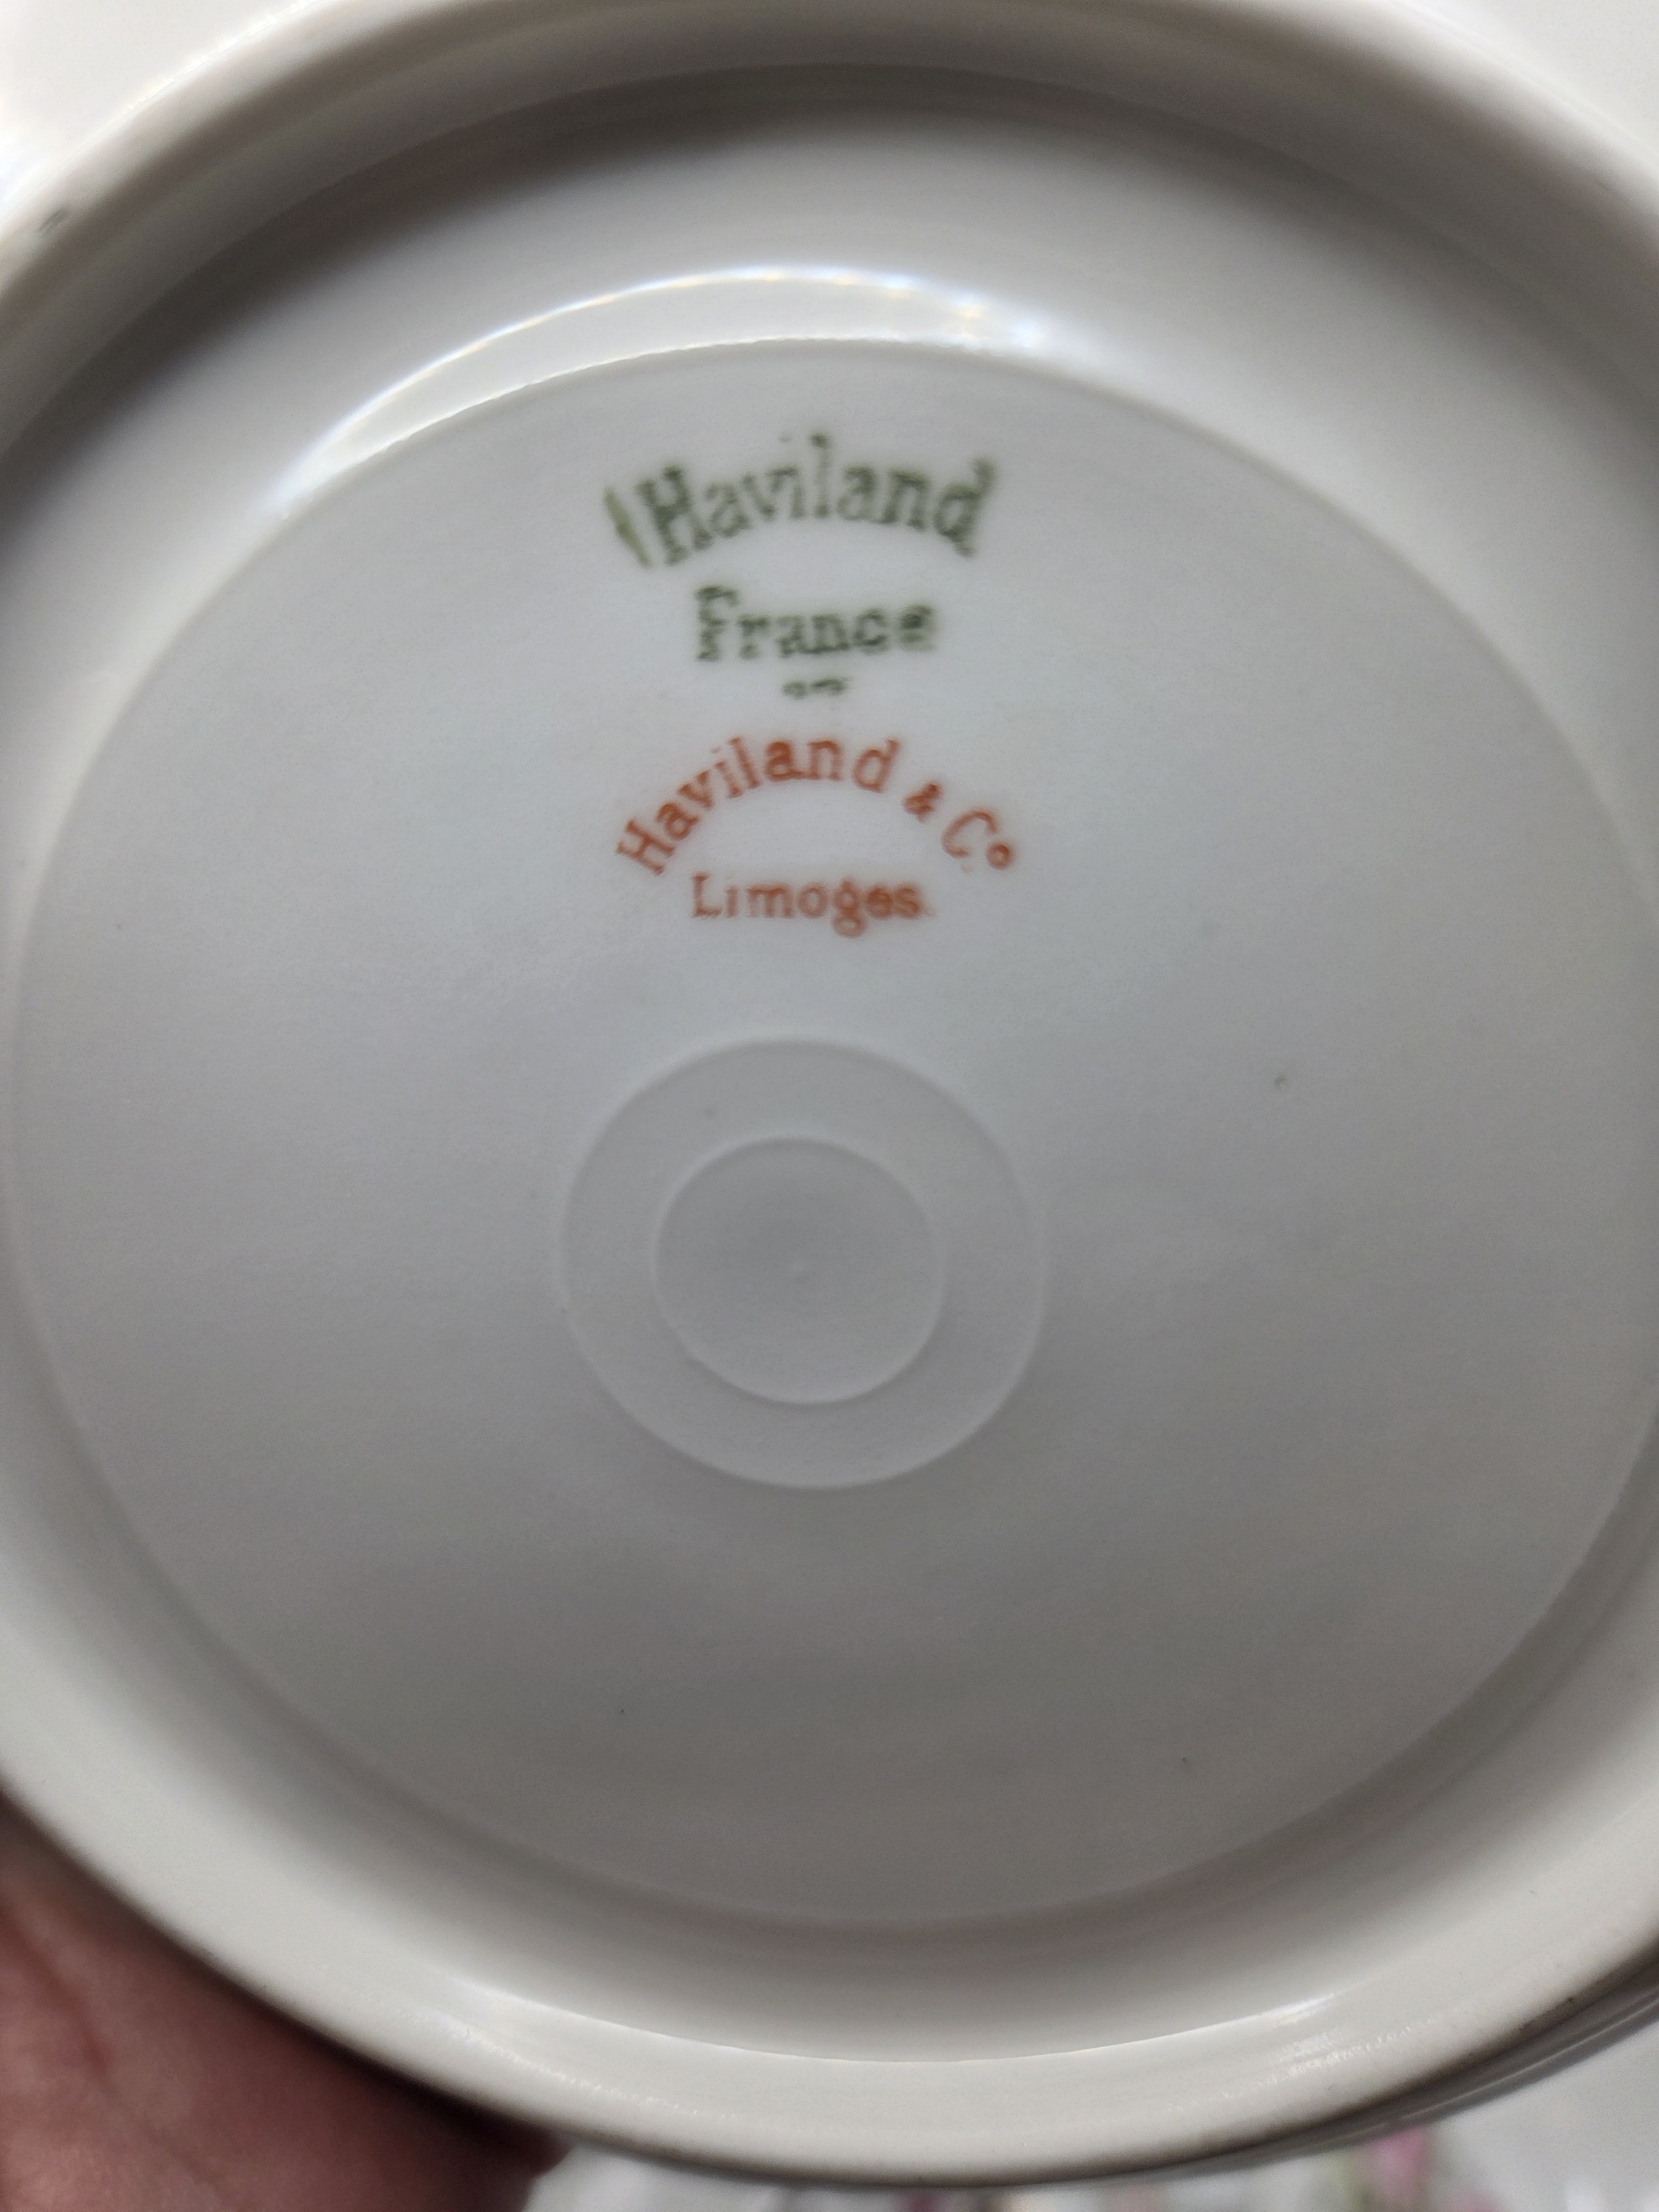 Haviland
France
Haviland & Co
Limoges.